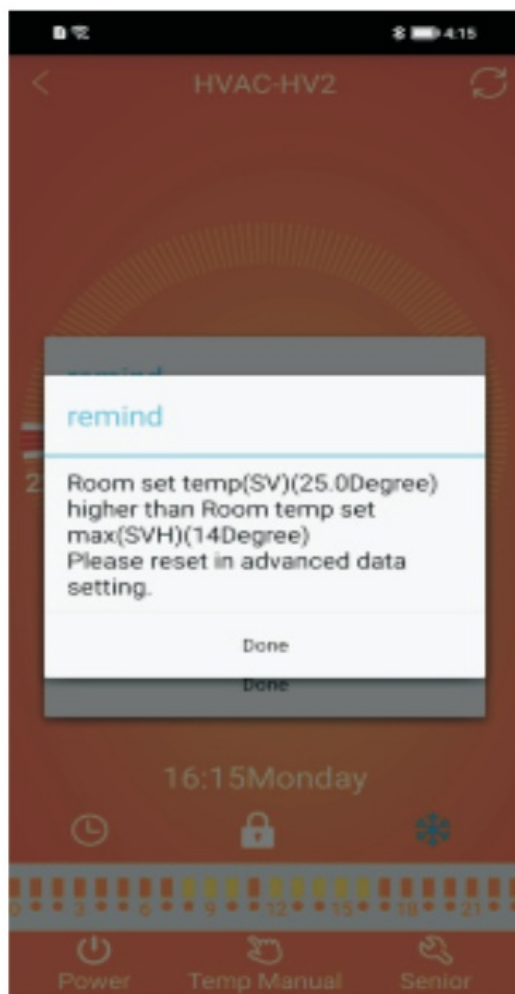 4:15
HVAC-HV2
remind
remind
Room set temp(SV)(25.0Degree)
higher than Room temp set
max(SVH)(14Degree)
Please reset in advanced data
setting.
Done
Done
16:15Monday
0 3 6 9 12 15 18 21
Power Temp Manual Senior